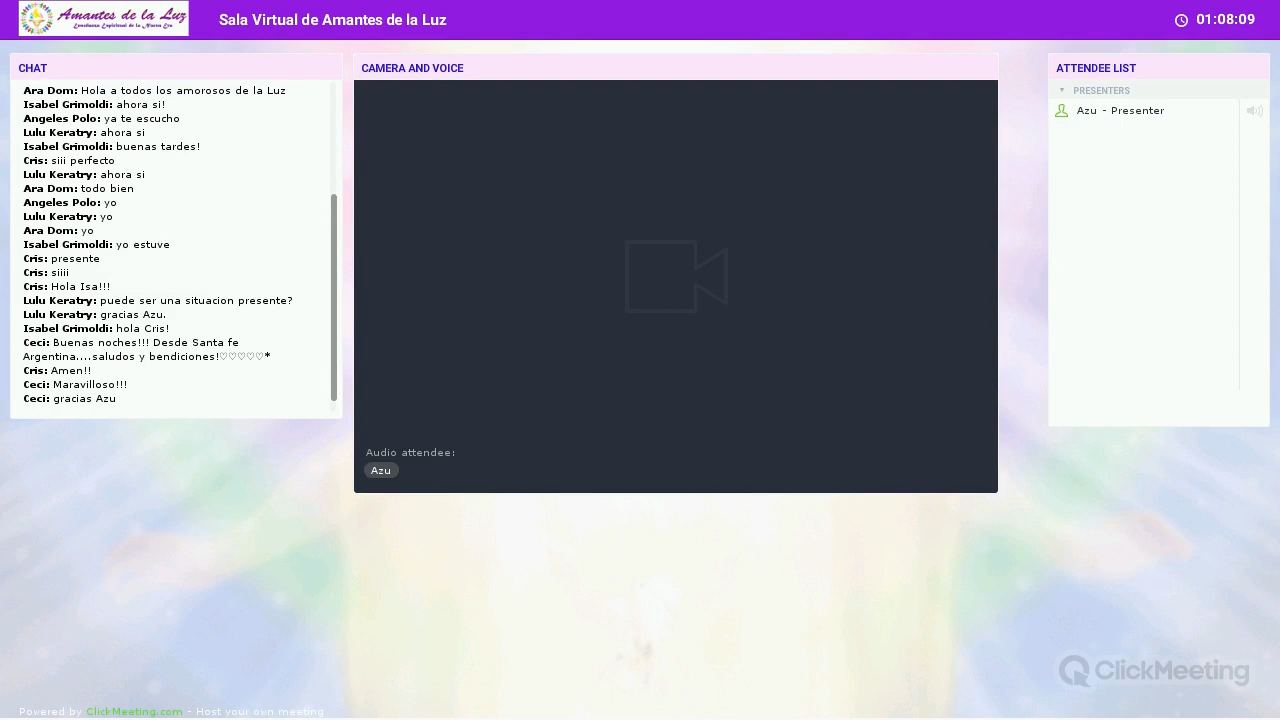 Amantes de la Luz
Enseñanza Espiritual de la Nueva Era
Sala Virtual de Amantes de la Luz
01:08:09
CHAT
Ara Dom: Hola a todos los amorosos de la Luz
Isabel Grimoldi: ahora si!
Angeles Polo: ya te escucho
Lulu Keratry: ahora si
Isabel Grimoldi: buenas tardes!
Cris: siii perfecto
Lulu Keratry: ahora si
Ara Dom: todo bien
Angeles Polo: yo
Lulu Keratry: yo
Ara Dom: yo
Isabel Grimoldi: yo estuve
Cris: presente
Cris: siiii
Cris: Hola Isa!!!
Lulu Keratry: puede ser una situacion presente?
Lulu Keratry: gracias Azu.
Isabel Grimoldi: hola Cris!
Ceci: Buenas noches!!! Desde Santa fe
Argentina....saludos y bendiciones!♡♡♡♡♡*
Cris: Amen!!
Ceci: Maravilloso!!!
Ceci: gracias Azu
CAMERA AND VOICE
Audio attendee:
Azu
ATTENDEE LIST
PRESENTERS
Azu - Presenter
ClickMeeting
Powered by ClickMeeting.com - Host your own meeting